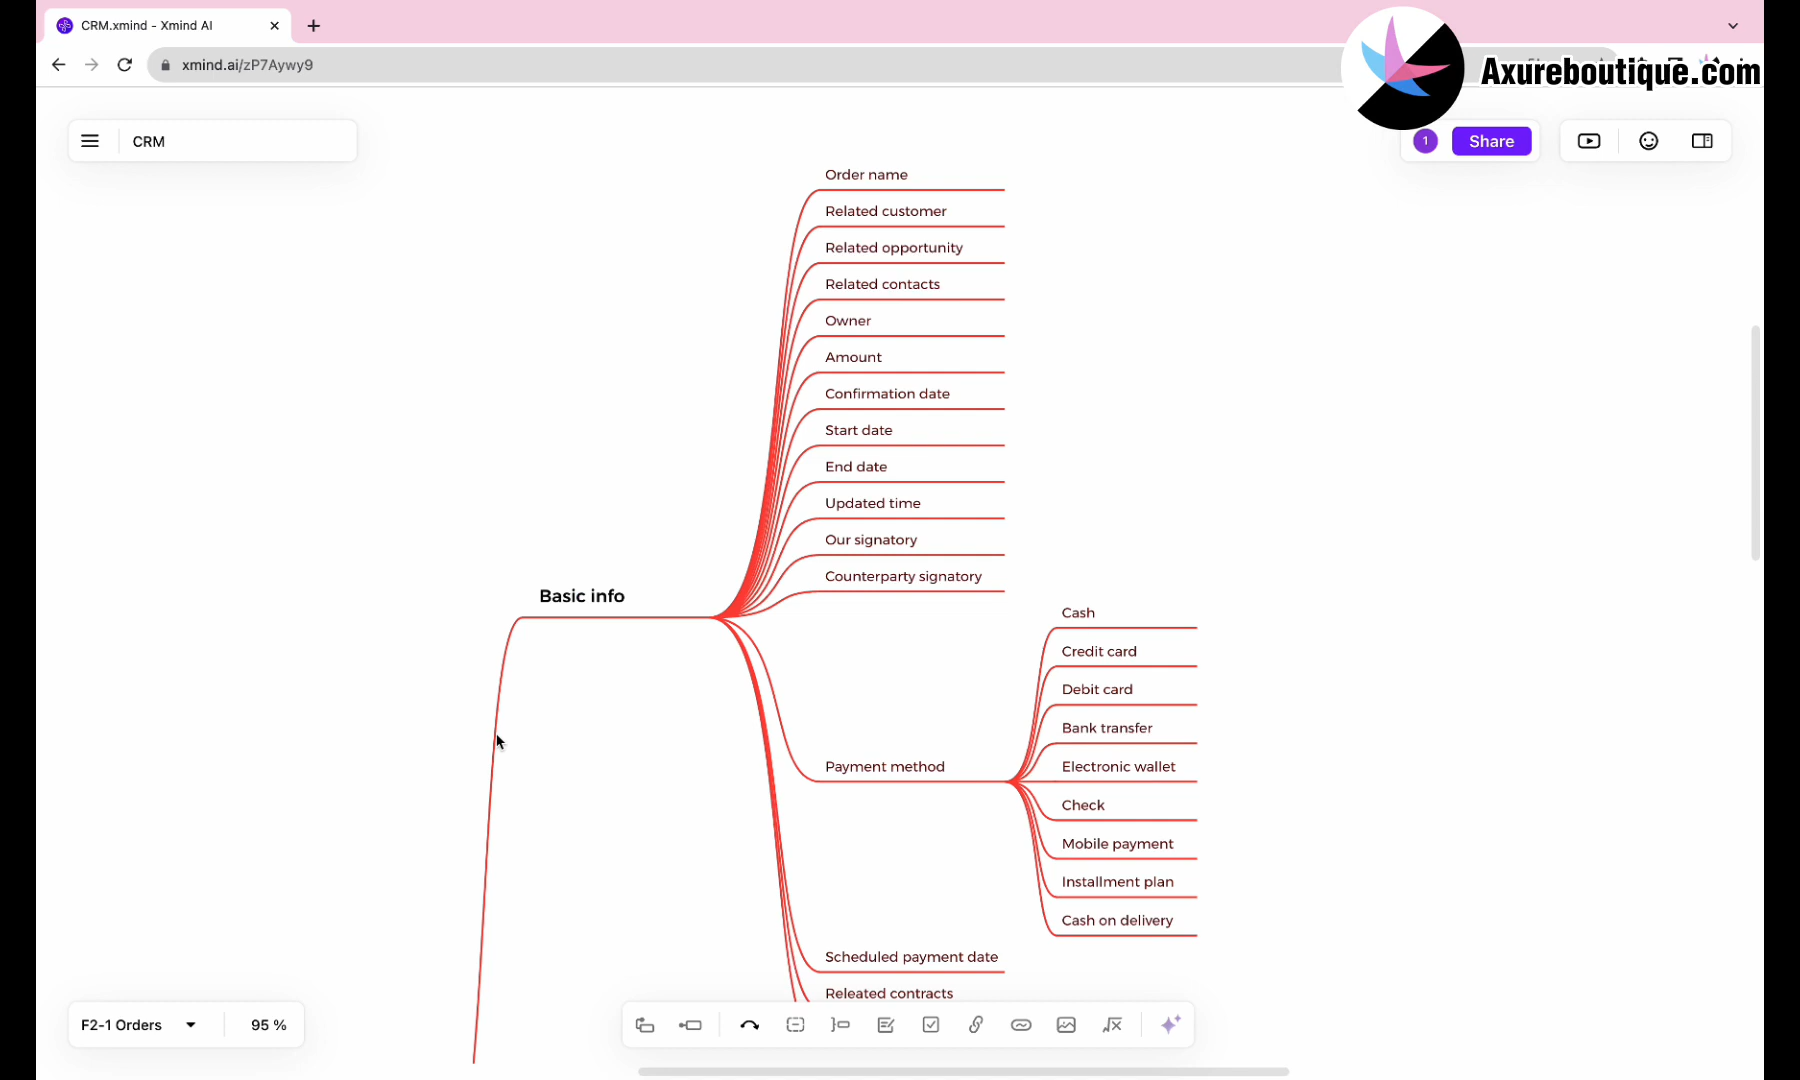 CRM.xmind - Xmind AI
xmind.ai/zP7Aywy9
Axureboutique.com
CRM
1
Share
Order name
Related customer
Related opportunity
Related contacts
Owner
Amount
Confirmation date
Start date
End date
Updated time
Our signatory
Counterparty signatory
Basic info
Cash
Credit card
Debit card
Bank transfer
Payment method
Electronic wallet
Check
Mobile payment
Installment plan
Cash on delivery
Scheduled payment date
Releated contracts
F2-1 Orders
95 %